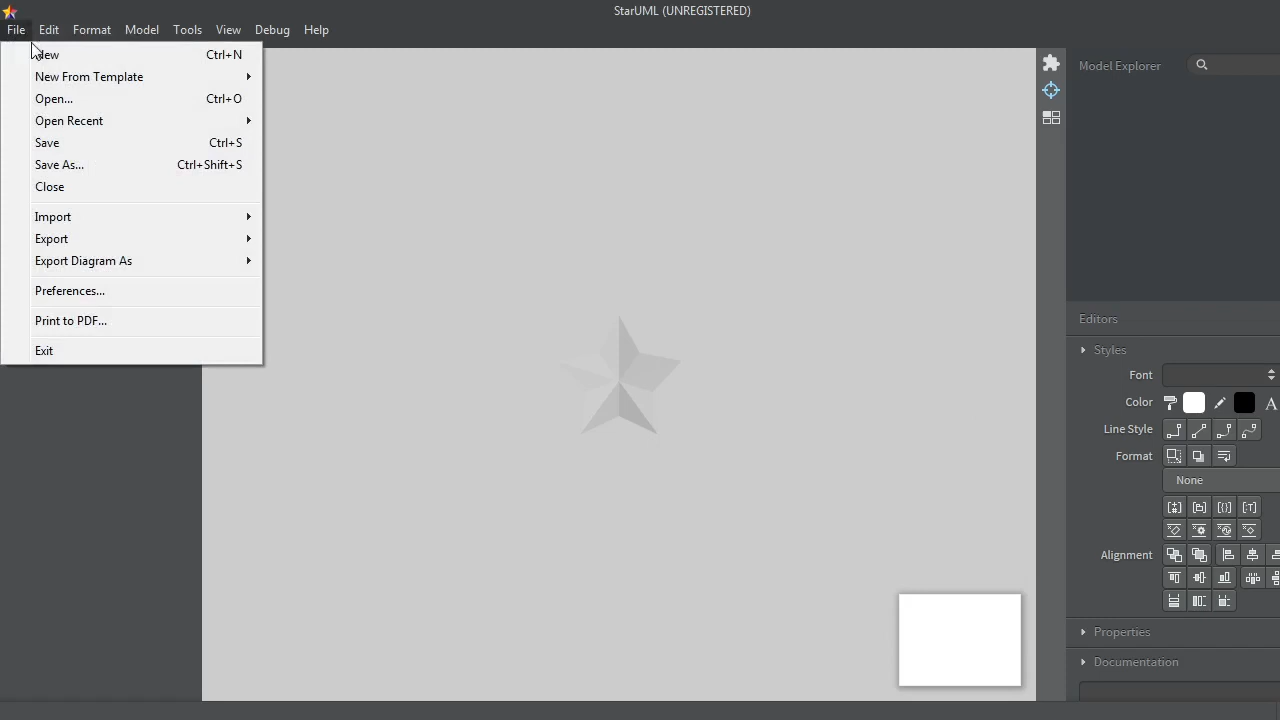 StarUML (UNREGISTERED)
File Edit Format Model Tools View Debug Help
New Ctrl+N
New From Template
Open... Ctrl+O
Open Recent
Save Ctrl+S
Save As... Ctrl+Shift+S
Close
Import
Export
Export Diagram As
Preferences...
Print to PDF...
Exit
Model Explorer
Editors
Styles
Font
Color A
Line Style
Format
None
Alignment
Properties
Documentation